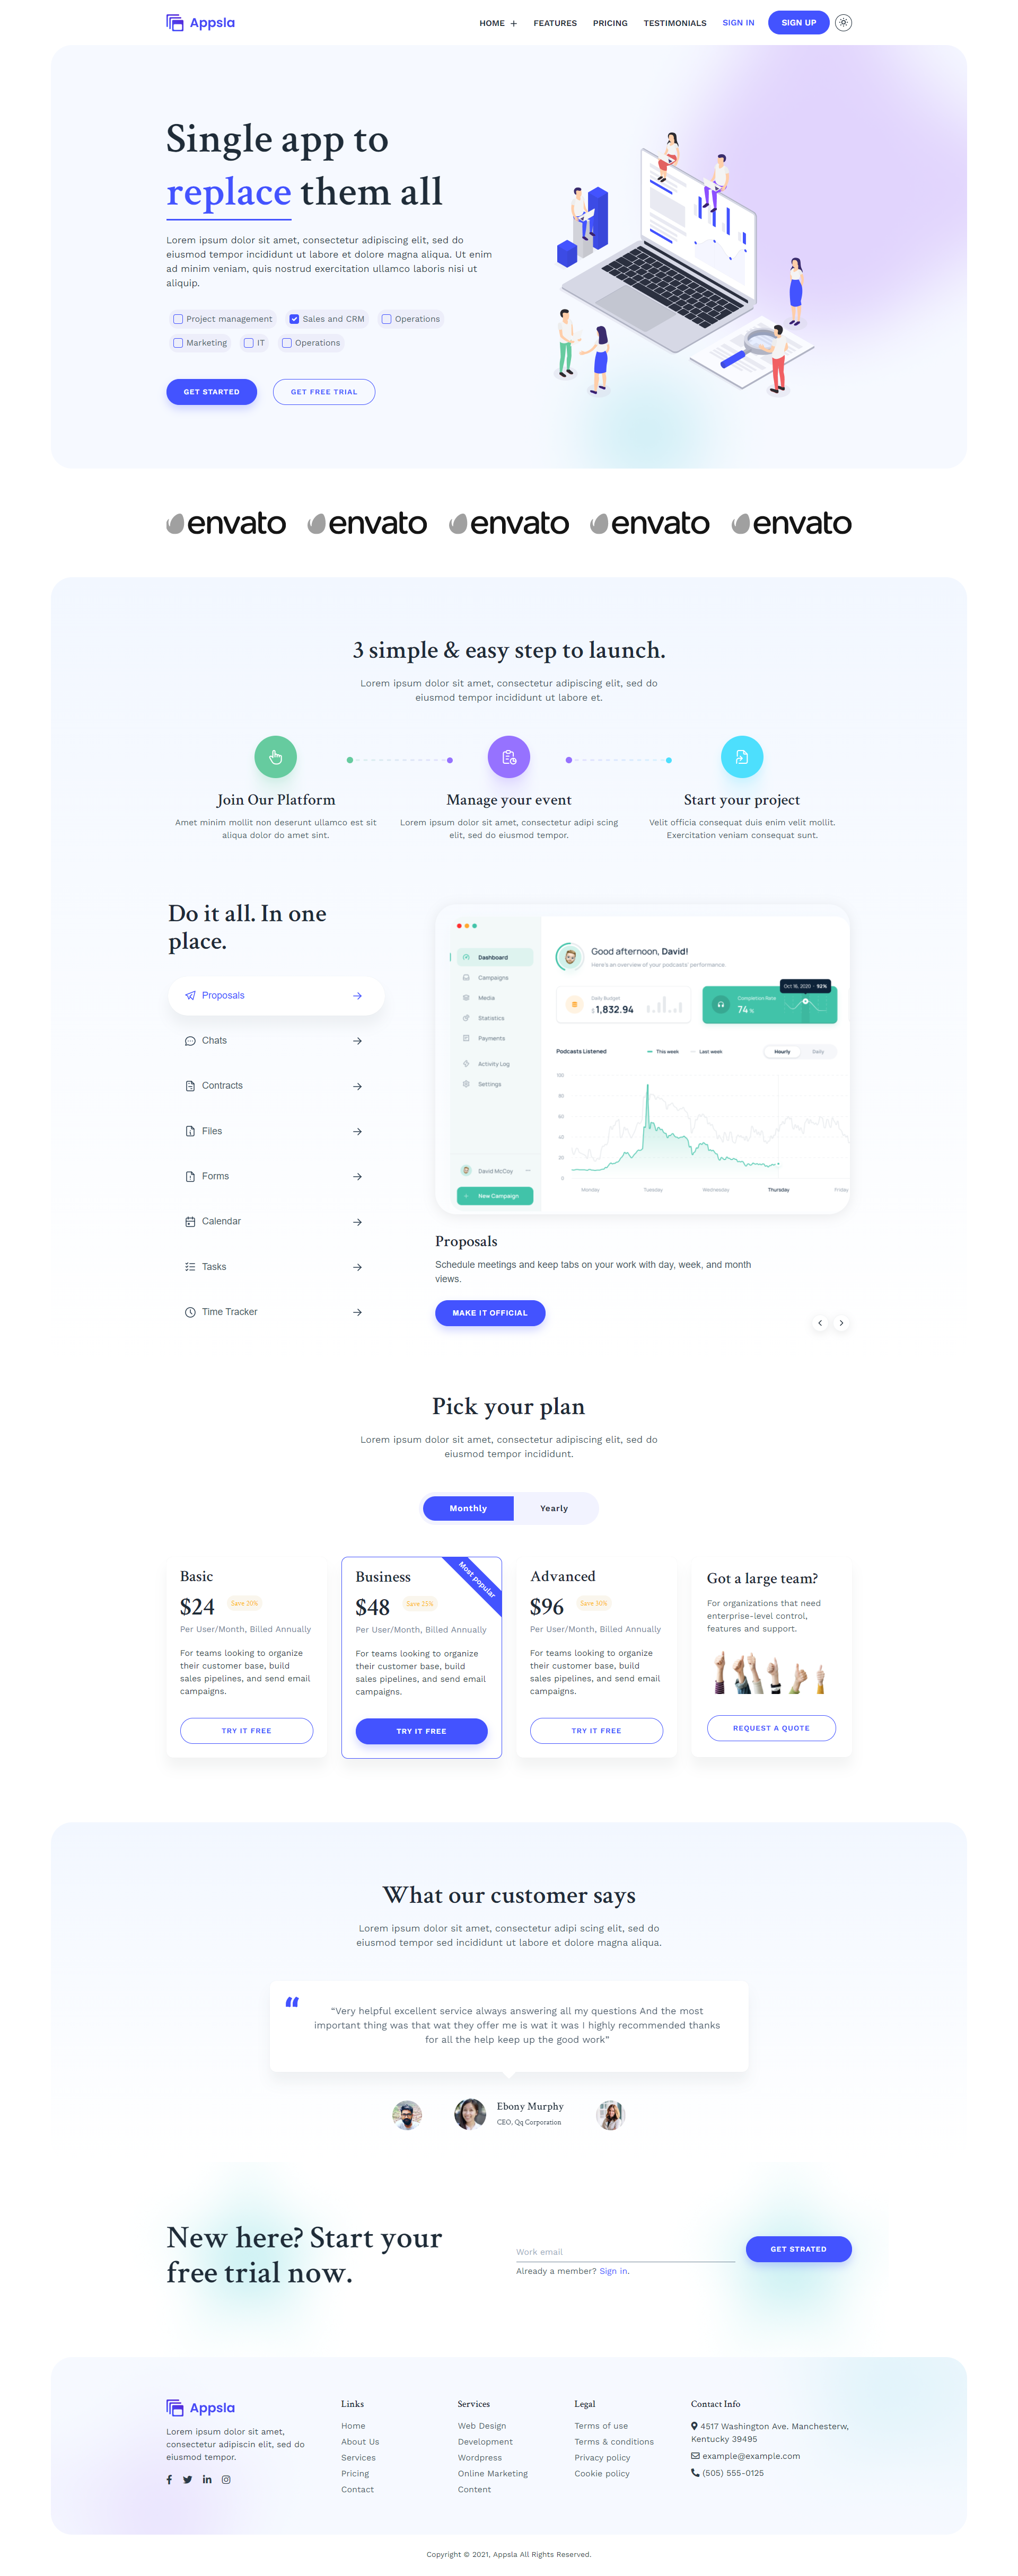 Appsla
HOME +
FEATURES
PRICING
TESTIMONIALS
SIGN IN
SIGN UP
Single app to
replace them all
Lorem ipsum dolor sit amet, consectetur adipiscing elit, sed do
eiusmod tempor incididunt ut labore et dolore magna aliqua. Ut enim
ad minim veniam, quis nostrud exercitation ullamco laboris nisi ut
aliquip.
Project management
Sales and CRM
Operations
Marketing
IT
Operations
GET STARTED
GET FREE TRIAL
envato
envato
envato
envato
envato
3 simple & easy step to launch.
Lorem ipsum dolor sit amet, consectetur adipiscing elit, sed do
eiusmod tempor incididunt ut labore et.
Join Our Platform
Amet minim mollit non deserunt ullamco est sit
aliqua dolor do amet sint.
Manage your event
Lorem ipsum dolor sit amet, consectetur adipi scing
elit, sed do eiusmod tempor.
Start your project
Velit officia consequat duis enim velit mollit.
Exercitation veniam consequat sunt.
Do it all. In one
place.
Proposals
Chats
Contracts
Files
Forms
Calendar
Tasks
Time Tracker
Dashboard
Campaigns
Media
Statistics
Payments
Activity Log
Settings
David McCoy
+ New Campaign
Good afternoon, David!
Here's an overview of your podcasts' performance.
Daily Budget
$1,832.94
Completion Rate
74 %
Oct 16, 2020 · 92%
Podcasts Listened
This week
Last week
Hourly
Daily
100
80
60
40
20
0
Monday
Tuesday
Wednesday
Thursday
Friday
Proposals
Schedule meetings and keep tabs on your work with day, week, and month
views.
MAKE IT OFFICIAL
Pick your plan
Lorem ipsum dolor sit amet, consectetur adipiscing elit, sed do
eiusmod tempor incididunt.
Monthly
Yearly
Basic
$24
Save 20%
Per User/Month, Billed Annually
For teams looking to organize
their customer base, build
sales pipelines, and send email
campaigns.
TRY IT FREE
Most popular
Business
$48
Save 25%
Per User/Month, Billed Annually
For teams looking to organize
their customer base, build
sales pipelines, and send email
campaigns.
TRY IT FREE
Advanced
$96
Save 30%
Per User/Month, Billed Annually
For teams looking to organize
their customer base, build
sales pipelines, and send email
campaigns.
TRY IT FREE
Got a large team?
For organizations that need
enterprise-level control,
features and support.
REQUEST A QUOTE
What our customer says
Lorem ipsum dolor sit amet, consectetur adipi scing elit, sed do
eiusmod tempor sed incididunt ut labore et dolore magna aliqua.
“
“Very helpful excellent service always answering all my questions And the most
important thing was that wat they offer me is wat it was I highly recommended thanks
for all the help keep up the good work”
Ebony Murphy
CEO, Qq Corporation
New here? Start your
free trial now.
Work email
GET STRATED
Already a member? Sign in.
Appsla
Lorem ipsum dolor sit amet,
consectetur adipiscin elit, sed do
eiusmod tempor.
Links
Home
About Us
Services
Pricing
Contact
Services
Web Design
Development
Wordpress
Online Marketing
Content
Legal
Terms of use
Terms & conditions
Privacy policy
Cookie policy
Contact Info
4517 Washington Ave. Manchesterw,
Kentucky 39495
example@example.com
(505) 555-0125
Copyright © 2021, Appsla All Rights Reserved.